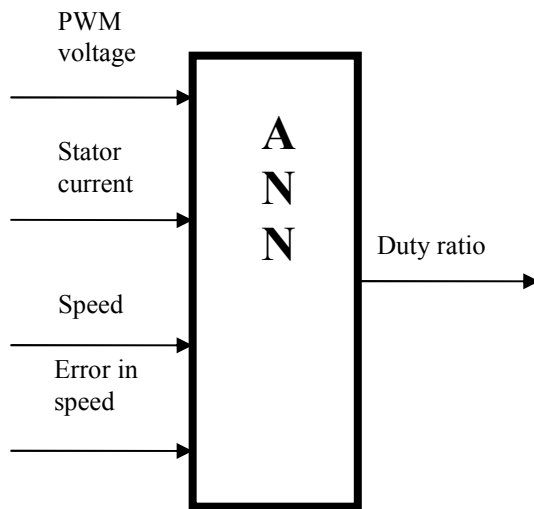 PWM
voltage
Stator
current
Speed
Error in
speed
A
N
N
Duty ratio